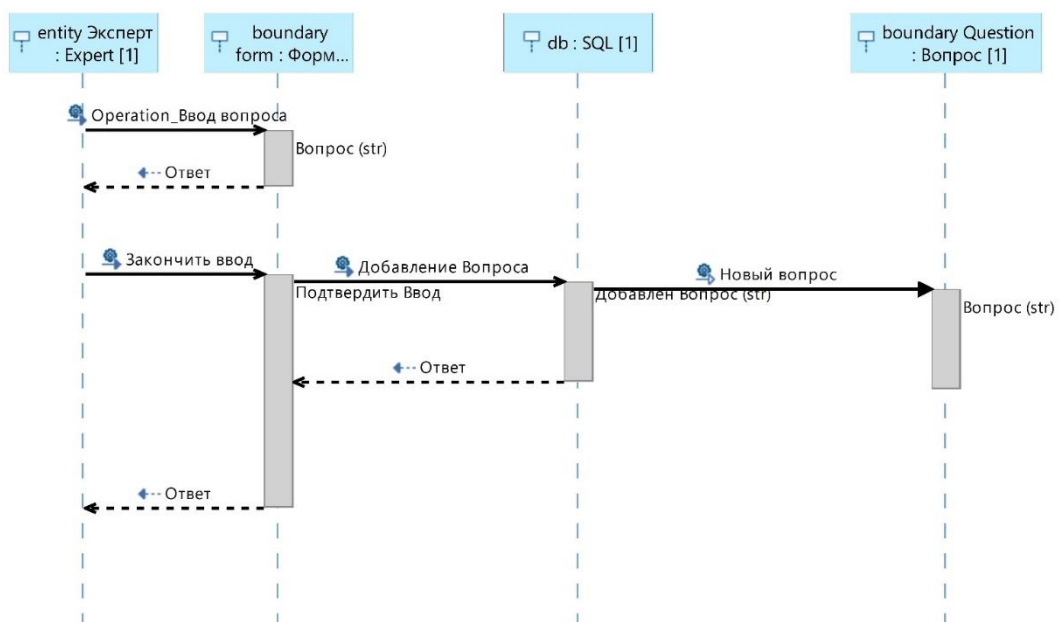 entity Эксперт
: Expert [1]
boundary
form : Форм...
db : SQL [1]
boundary Question
: Вопрос [1]
Operation_Ввод вопроса
Вопрос (str)
Ответ
Закончить ввод
Добавление Вопроса
Новый вопрос
Подтвердить Ввод
Добавлен Вопрос (str)
Вопрос (str)
Ответ
Ответ